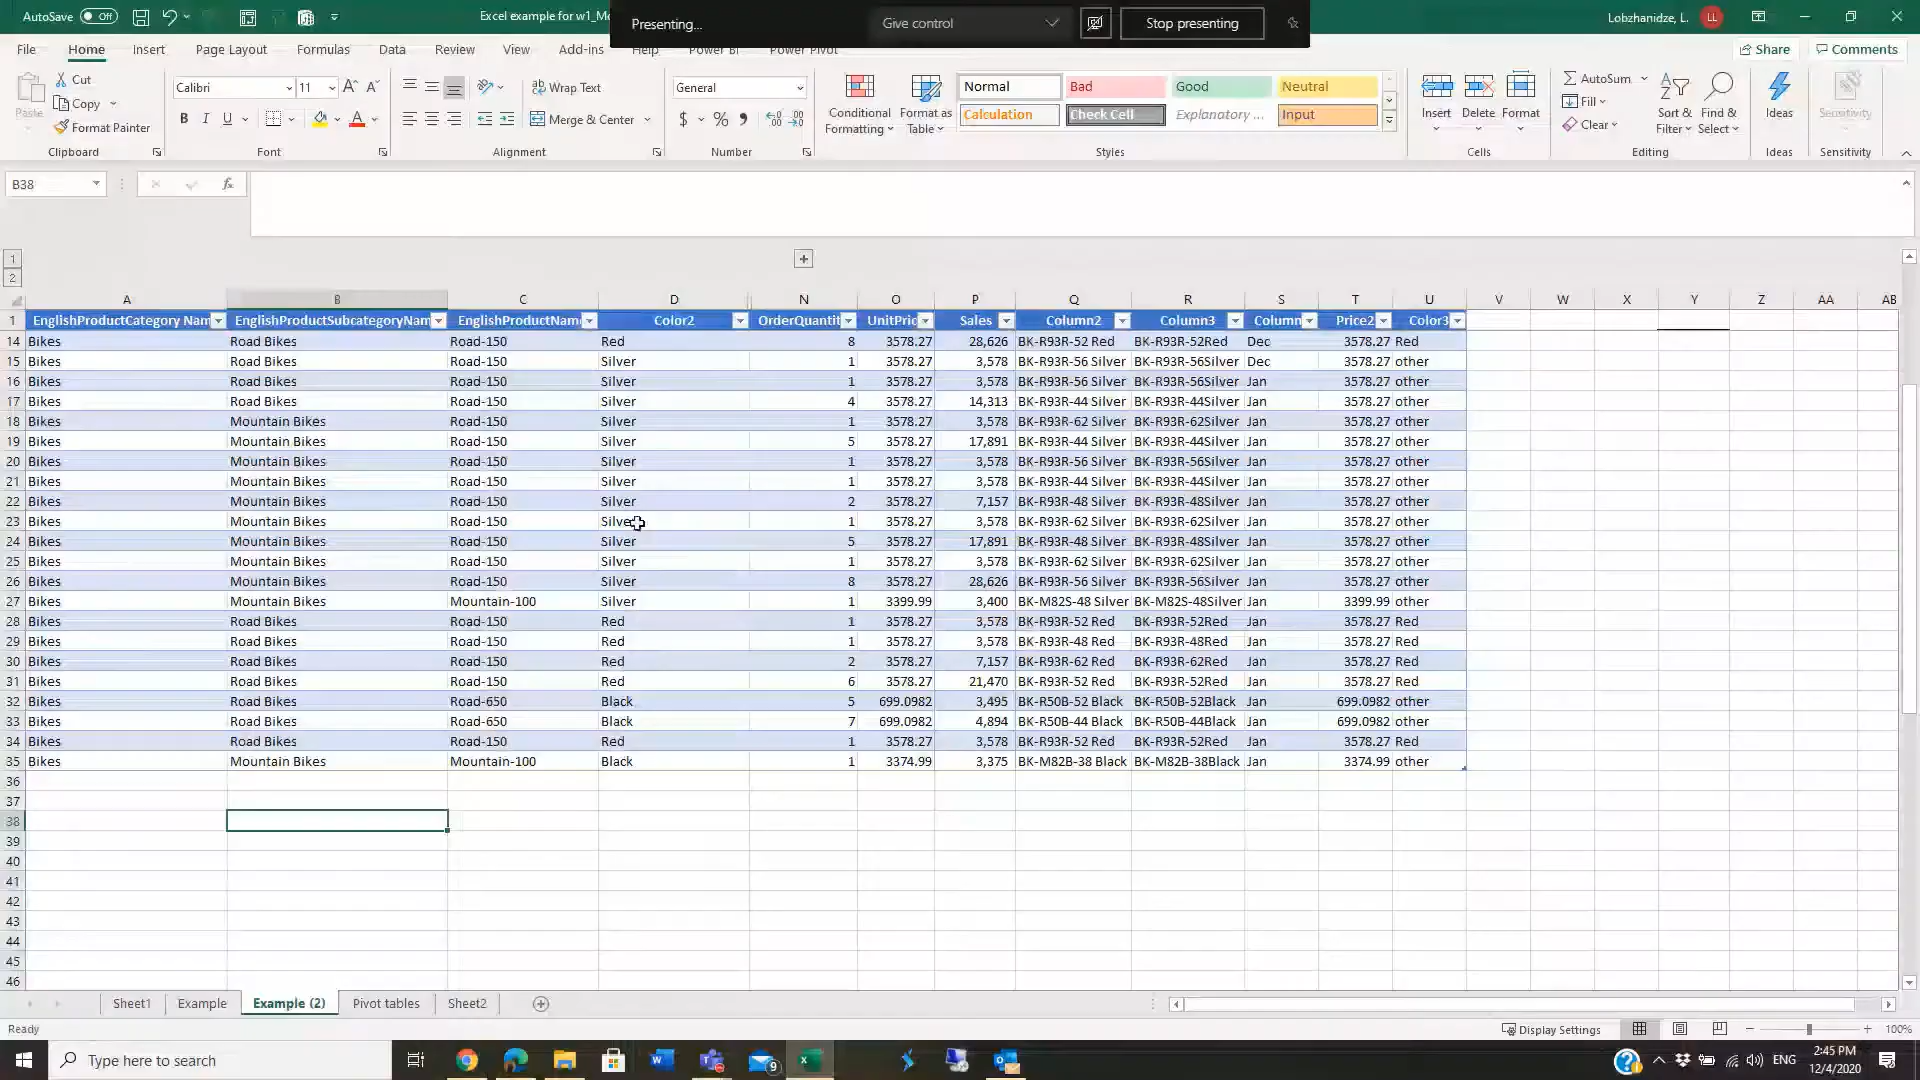 AutoSave Off Excel example for w1_Mo Presenting... Give control Stop presenting Lobzhanidze, L. LL
File Home Insert Page Layout Formulas Data Review View Add-ins Help Power BI Power Pivot Share Comments
Cut
Copy
Format Painter
Paste
Clipboard
Calibri 11
B I U
Font
Wrap Text
Merge & Center
Alignment
General
$ % ,
Number
Conditional Formatting
Format as Table
Normal Bad Good Neutral
Calculation Check Cell Explanatory ... Input
Styles
Insert Delete Format
Cells
AutoSum
Fill
Clear
Sort & Filter
Find & Select
Editing
Ideas
Ideas
Sensitivity
Sensitivity
B38 fx
1
2
A B C D N O P Q R S T U V W X Y Z AA AB
1 EnglishProductCategory Nam EnglishProductSubcategoryNam EnglishProductNam Color2 OrderQuantit UnitPric Sales Column2 Column3 Column Price2 Color3
14 Bikes Road Bikes Road-150 Red 8 3578.27 28,626 BK-R93R-52 Red BK-R93R-52Red Dec 3578.27 Red
15 Bikes Road Bikes Road-150 Silver 1 3578.27 3,578 BK-R93R-56 Silver BK-R93R-56Silver Dec 3578.27 other
16 Bikes Road Bikes Road-150 Silver 1 3578.27 3,578 BK-R93R-56 Silver BK-R93R-56Silver Jan 3578.27 other
17 Bikes Road Bikes Road-150 Silver 4 3578.27 14,313 BK-R93R-44 Silver BK-R93R-44Silver Jan 3578.27 other
18 Bikes Mountain Bikes Road-150 Silver 1 3578.27 3,578 BK-R93R-62 Silver BK-R93R-62Silver Jan 3578.27 other
19 Bikes Mountain Bikes Road-150 Silver 5 3578.27 17,891 BK-R93R-44 Silver BK-R93R-44Silver Jan 3578.27 other
20 Bikes Mountain Bikes Road-150 Silver 1 3578.27 3,578 BK-R93R-56 Silver BK-R93R-56Silver Jan 3578.27 other
21 Bikes Mountain Bikes Road-150 Silver 1 3578.27 3,578 BK-R93R-44 Silver BK-R93R-44Silver Jan 3578.27 other
22 Bikes Mountain Bikes Road-150 Silver 2 3578.27 7,157 BK-R93R-48 Silver BK-R93R-48Silver Jan 3578.27 other
23 Bikes Mountain Bikes Road-150 Silver 1 3578.27 3,578 BK-R93R-62 Silver BK-R93R-62Silver Jan 3578.27 other
24 Bikes Mountain Bikes Road-150 Silver 5 3578.27 17,891 BK-R93R-48 Silver BK-R93R-48Silver Jan 3578.27 other
25 Bikes Mountain Bikes Road-150 Silver 1 3578.27 3,578 BK-R93R-62 Silver BK-R93R-62Silver Jan 3578.27 other
26 Bikes Mountain Bikes Road-150 Silver 8 3578.27 28,626 BK-R93R-56 Silver BK-R93R-56Silver Jan 3578.27 other
27 Bikes Mountain Bikes Mountain-100 Silver 1 3399.99 3,400 BK-M82S-48 Silver BK-M82S-48Silver Jan 3399.99 other
28 Bikes Road Bikes Road-150 Red 1 3578.27 3,578 BK-R93R-52 Red BK-R93R-52Red Jan 3578.27 Red
29 Bikes Road Bikes Road-150 Red 1 3578.27 3,578 BK-R93R-48 Red BK-R93R-48Red Jan 3578.27 Red
30 Bikes Road Bikes Road-150 Red 2 3578.27 7,157 BK-R93R-62 Red BK-R93R-62Red Jan 3578.27 Red
31 Bikes Road Bikes Road-150 Red 6 3578.27 21,470 BK-R93R-52 Red BK-R93R-52Red Jan 3578.27 Red
32 Bikes Road Bikes Road-650 Black 5 699.0982 3,495 BK-R50B-52 Black BK-R50B-52Black Jan 699.0982 other
33 Bikes Road Bikes Road-650 Black 7 699.0982 4,894 BK-R50B-44 Black BK-R50B-44Black Jan 699.0982 other
34 Bikes Road Bikes Road-150 Red 1 3578.27 3,578 BK-R93R-52 Red BK-R93R-52Red Jan 3578.27 Red
35 Bikes Mountain Bikes Mountain-100 Black 1 3374.99 3,375 BK-M82B-38 Black BK-M82B-38Black Jan 3374.99 other
36
37
38
39
40
41
42
43
44
45
46
Sheet1 Example Example (2) Pivot tables Sheet2
Ready Display Settings 100%
Type here to search 9 ENG 2:45 PM
12/4/2020